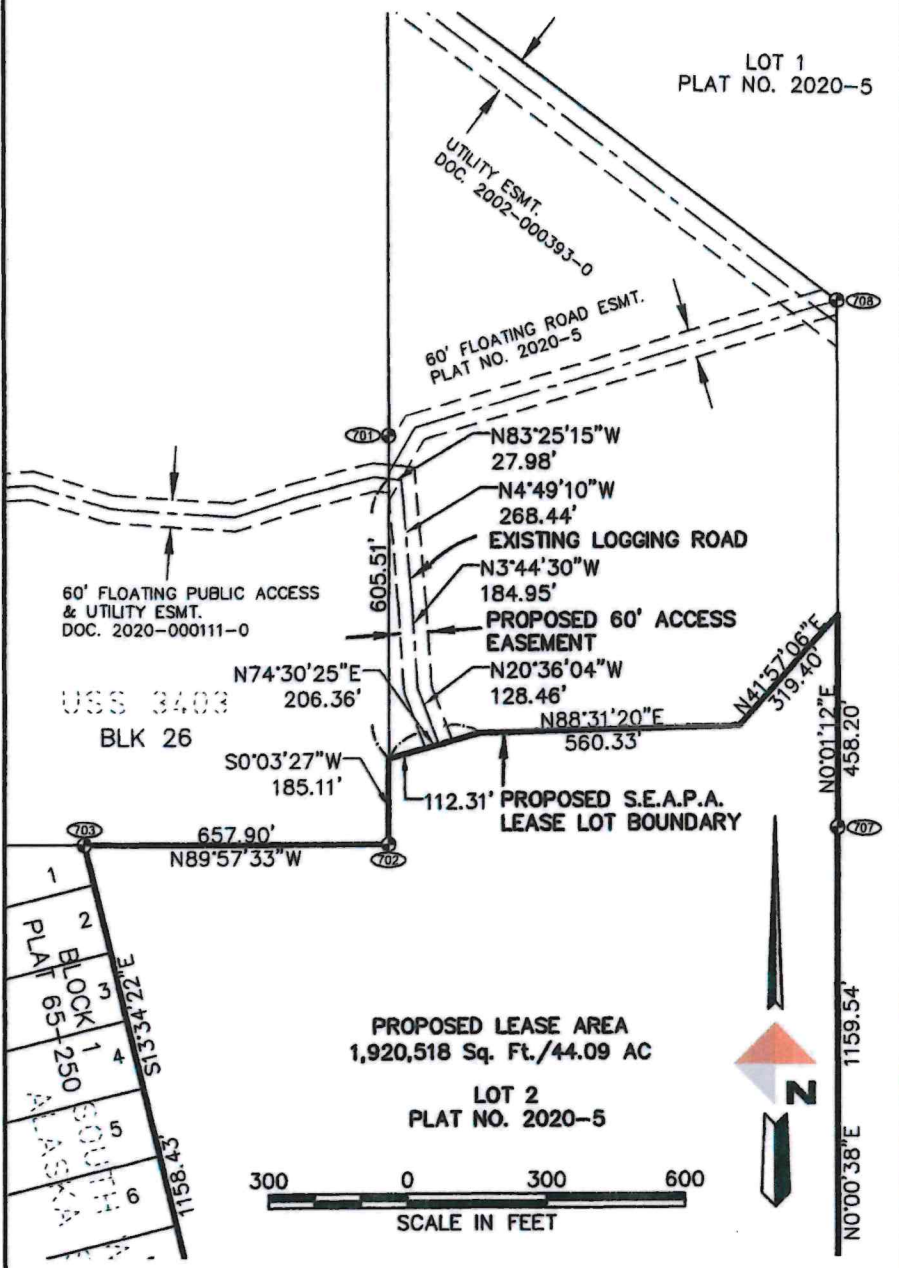 LOT 1
PLAT NO. 2020-5
UTILITY ESMT.
DOC. 2002-000393-0
708
60' FLOATING ROAD ESMT.
PLAT NO. 2020-5
701
N83°25'15"W
27.98'
N4°49'10"W
268.44'
EXISTING LOGGING ROAD
N3°44'30"W
184.95'
605.51'
60' FLOATING PUBLIC ACCESS
& UTILITY ESMT.
DOC. 2020-000111-0
PROPOSED 60' ACCESS
EASEMENT
N74°30'25"E
206.36'
N20°36'04"W
128.46'
N41°57'06"E
319.40'
N88°31'20"E
560.33'
N0°01'12"E
458.20'
USS 3403
BLK 26
S0°03'27"W
185.11'
112.31'
PROPOSED S.E.A.P.A.
LEASE LOT BOUNDARY
707
703
657.90'
N89°57'33"W
702
1
2
3
4
5
6
BLOCK 1
PLAT 65-250
S13°34'22"E
1158.43'
SOUTH
ALASKA
PROPOSED LEASE AREA
1,920,518 Sq. Ft./44.09 AC
LOT 2
PLAT NO. 2020-5
N
1159.54'
N0°00'38"E
300 0 300 600
SCALE IN FEET